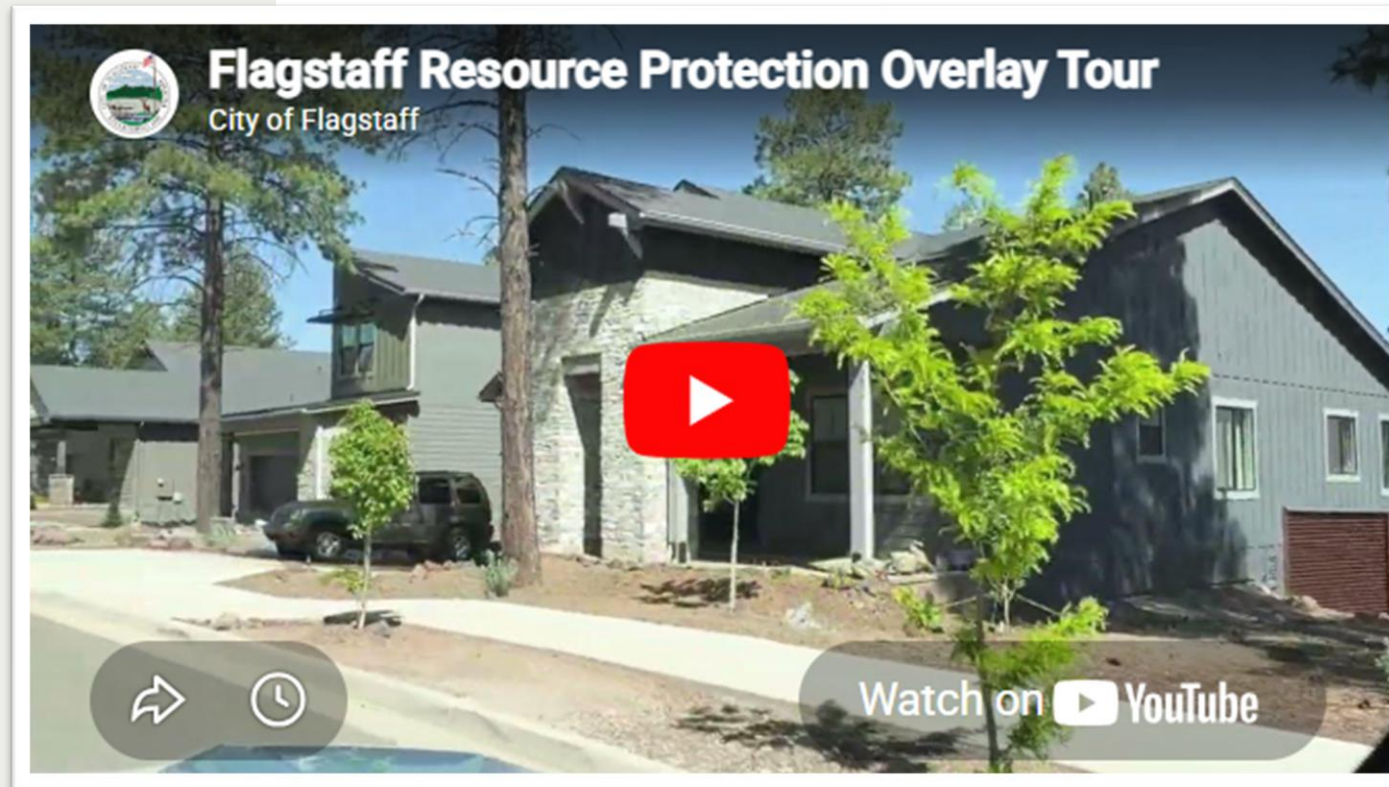 Flagstaff Resource Protection Overlay Tour
City of Flagstaff
Watch on YouTube